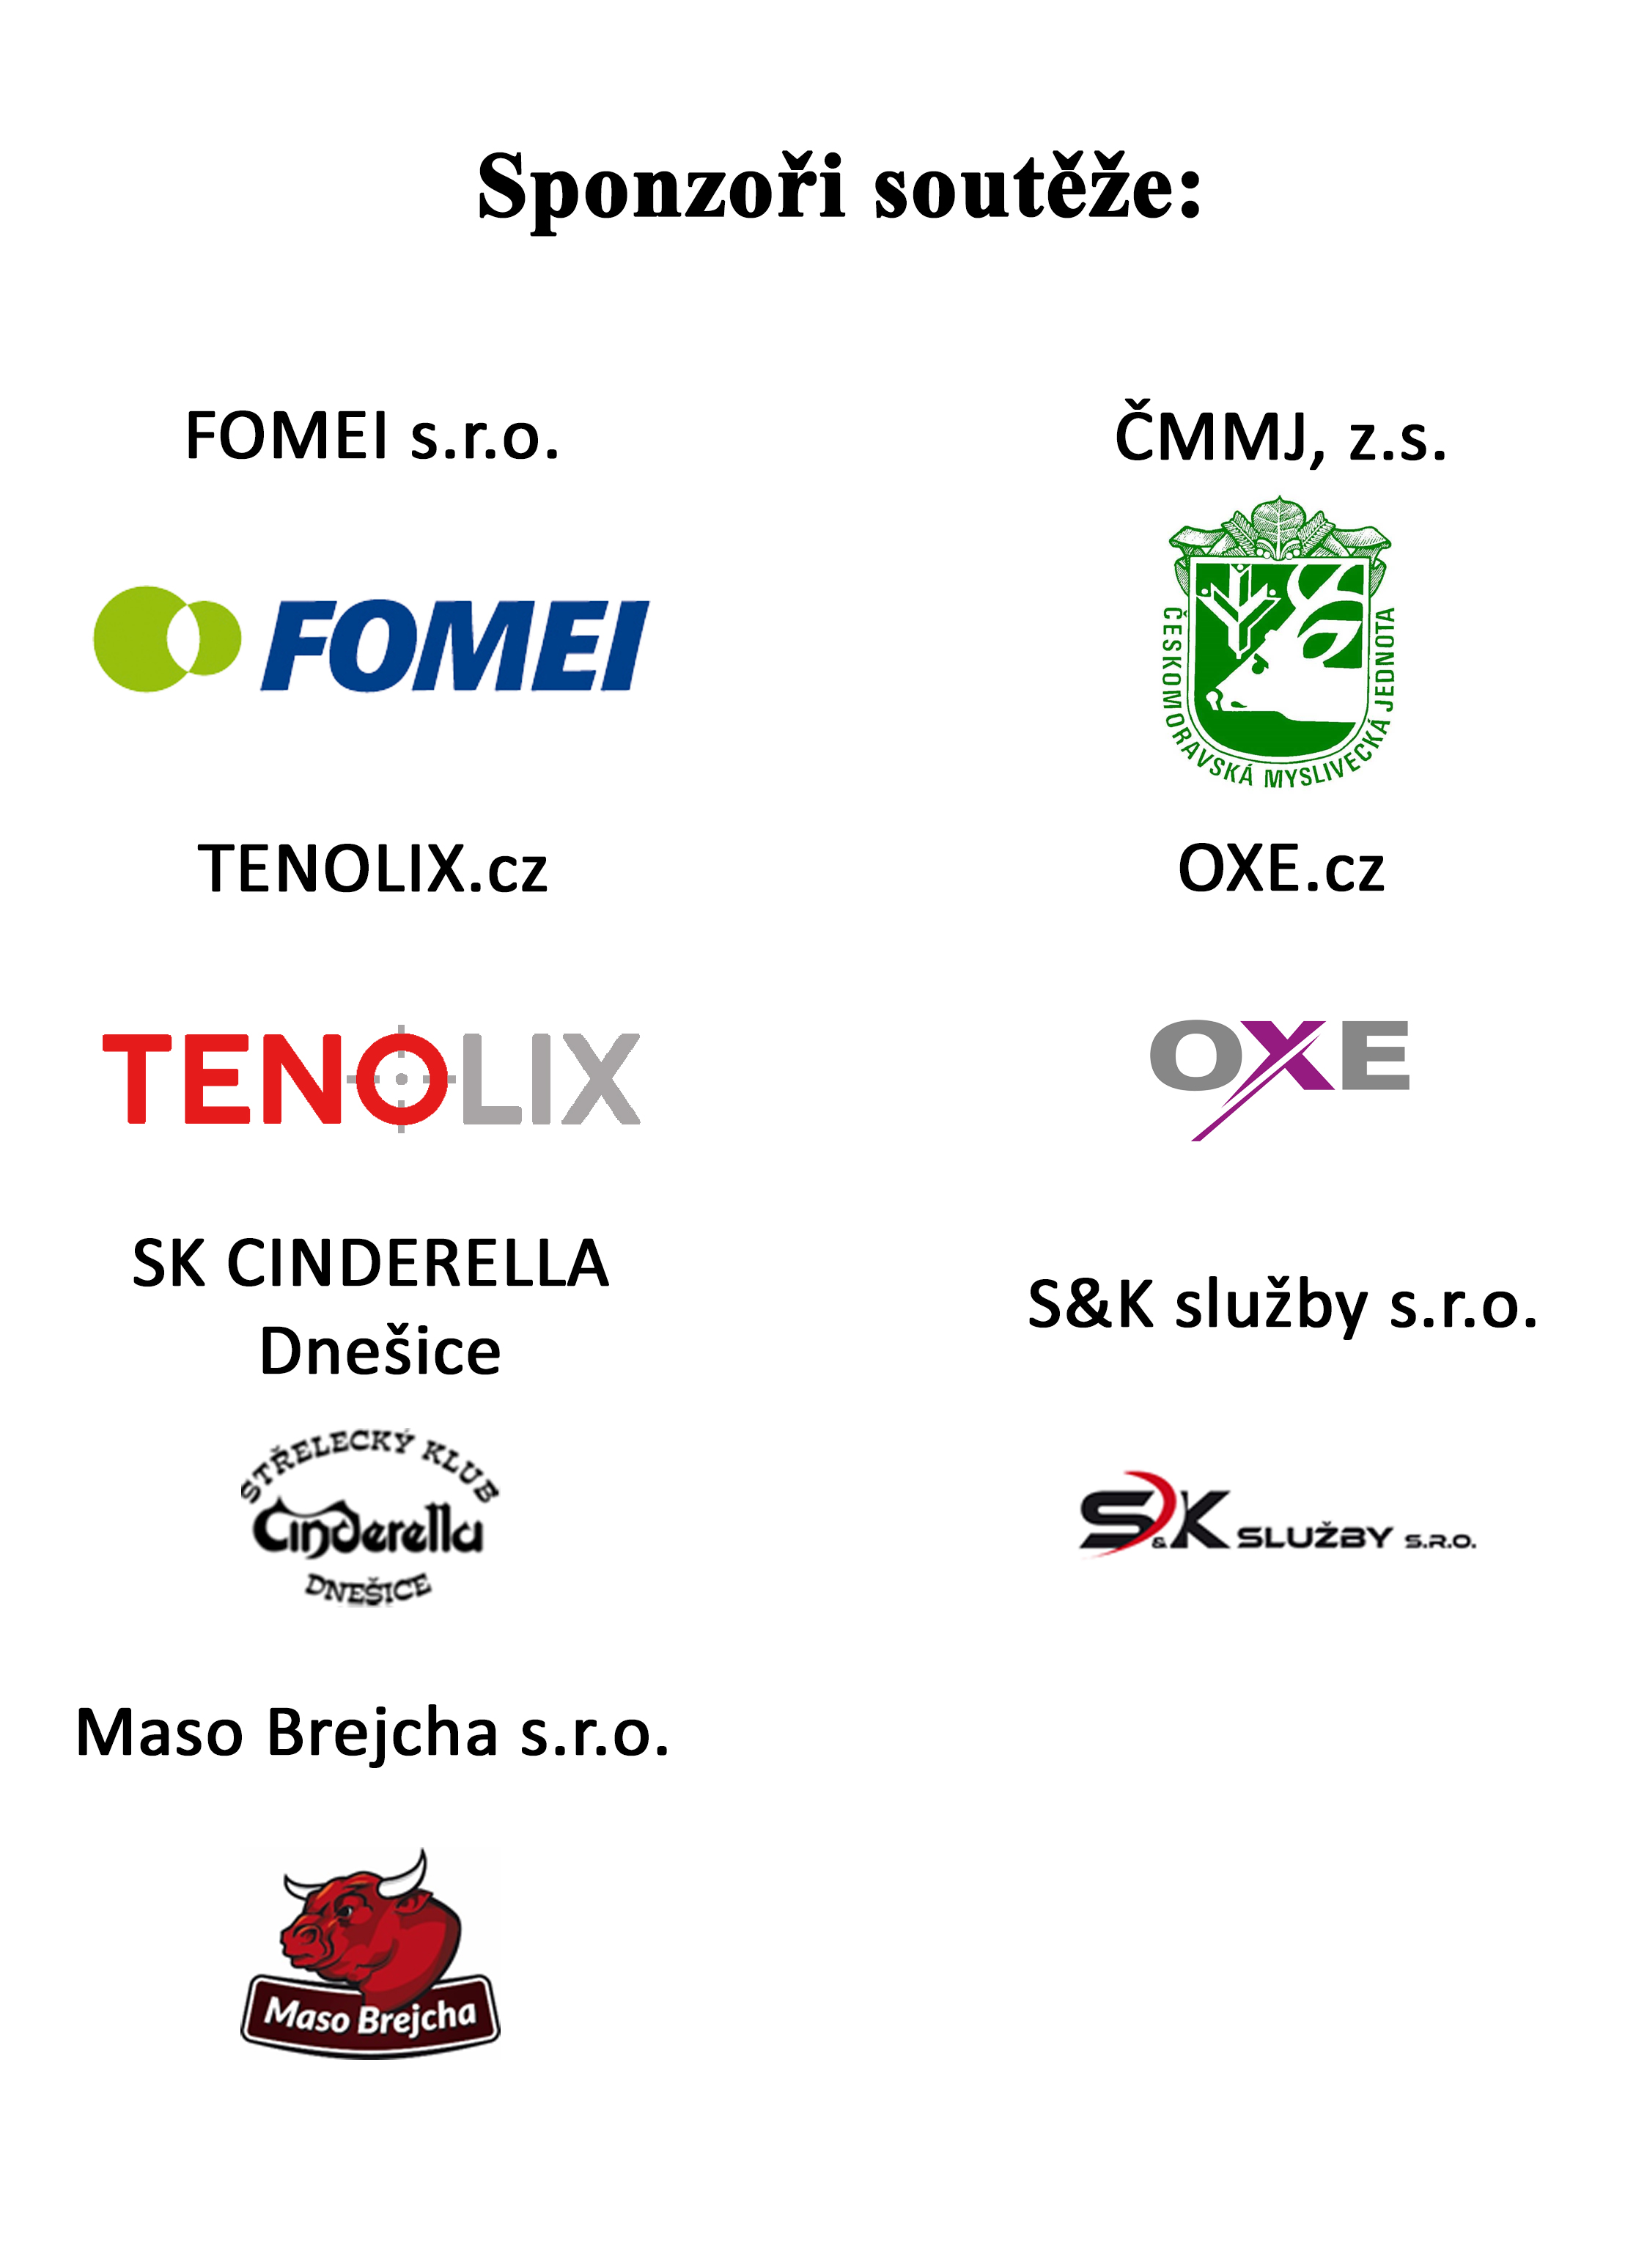 Sponzoři soutěže:
FOMEI s.r.o.
ČMMJ, z.s.
FOMEI
ČESKOMORAVSKÁ MYSLIVECKÁ JEDNOTA
TENOLIX.cz
OXE.cz
TENOLIX
OXE
SK CINDERELLA
Dnešice
S&K služby s.r.o.
STŘELECKÝ KLUB
Cinderella
DNEŠICE
S&K SLUŽBY S.R.O.
Maso Brejcha s.r.o.
Maso Brejcha